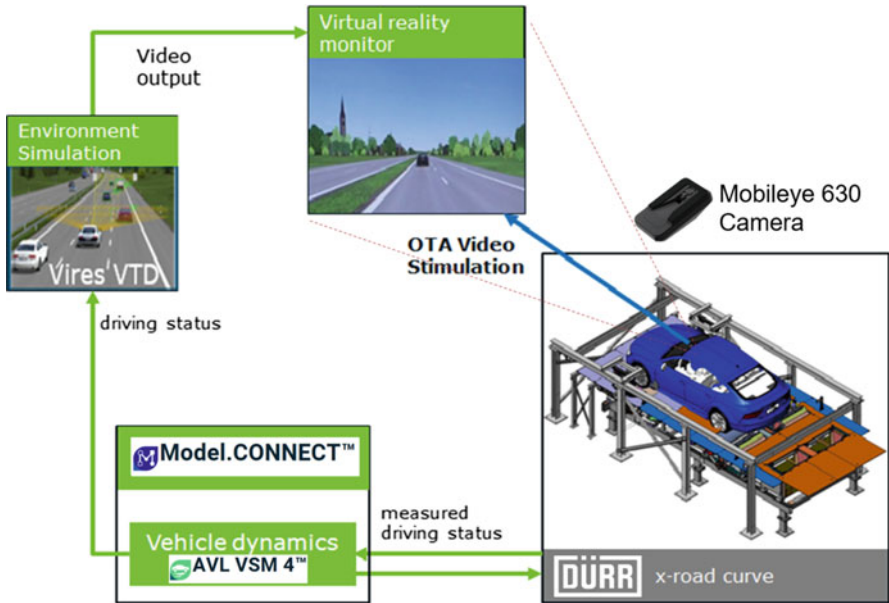 Virtual reality
monitor
Video
output
Environment
Simulation
Vires' VTD
Mobileye 630
Camera
OTA Video
Stimulation
driving status
Model.CONNECT™
measured
driving status
Vehicle dynamics
AVL VSM 4™
DÜRR
x-road curve